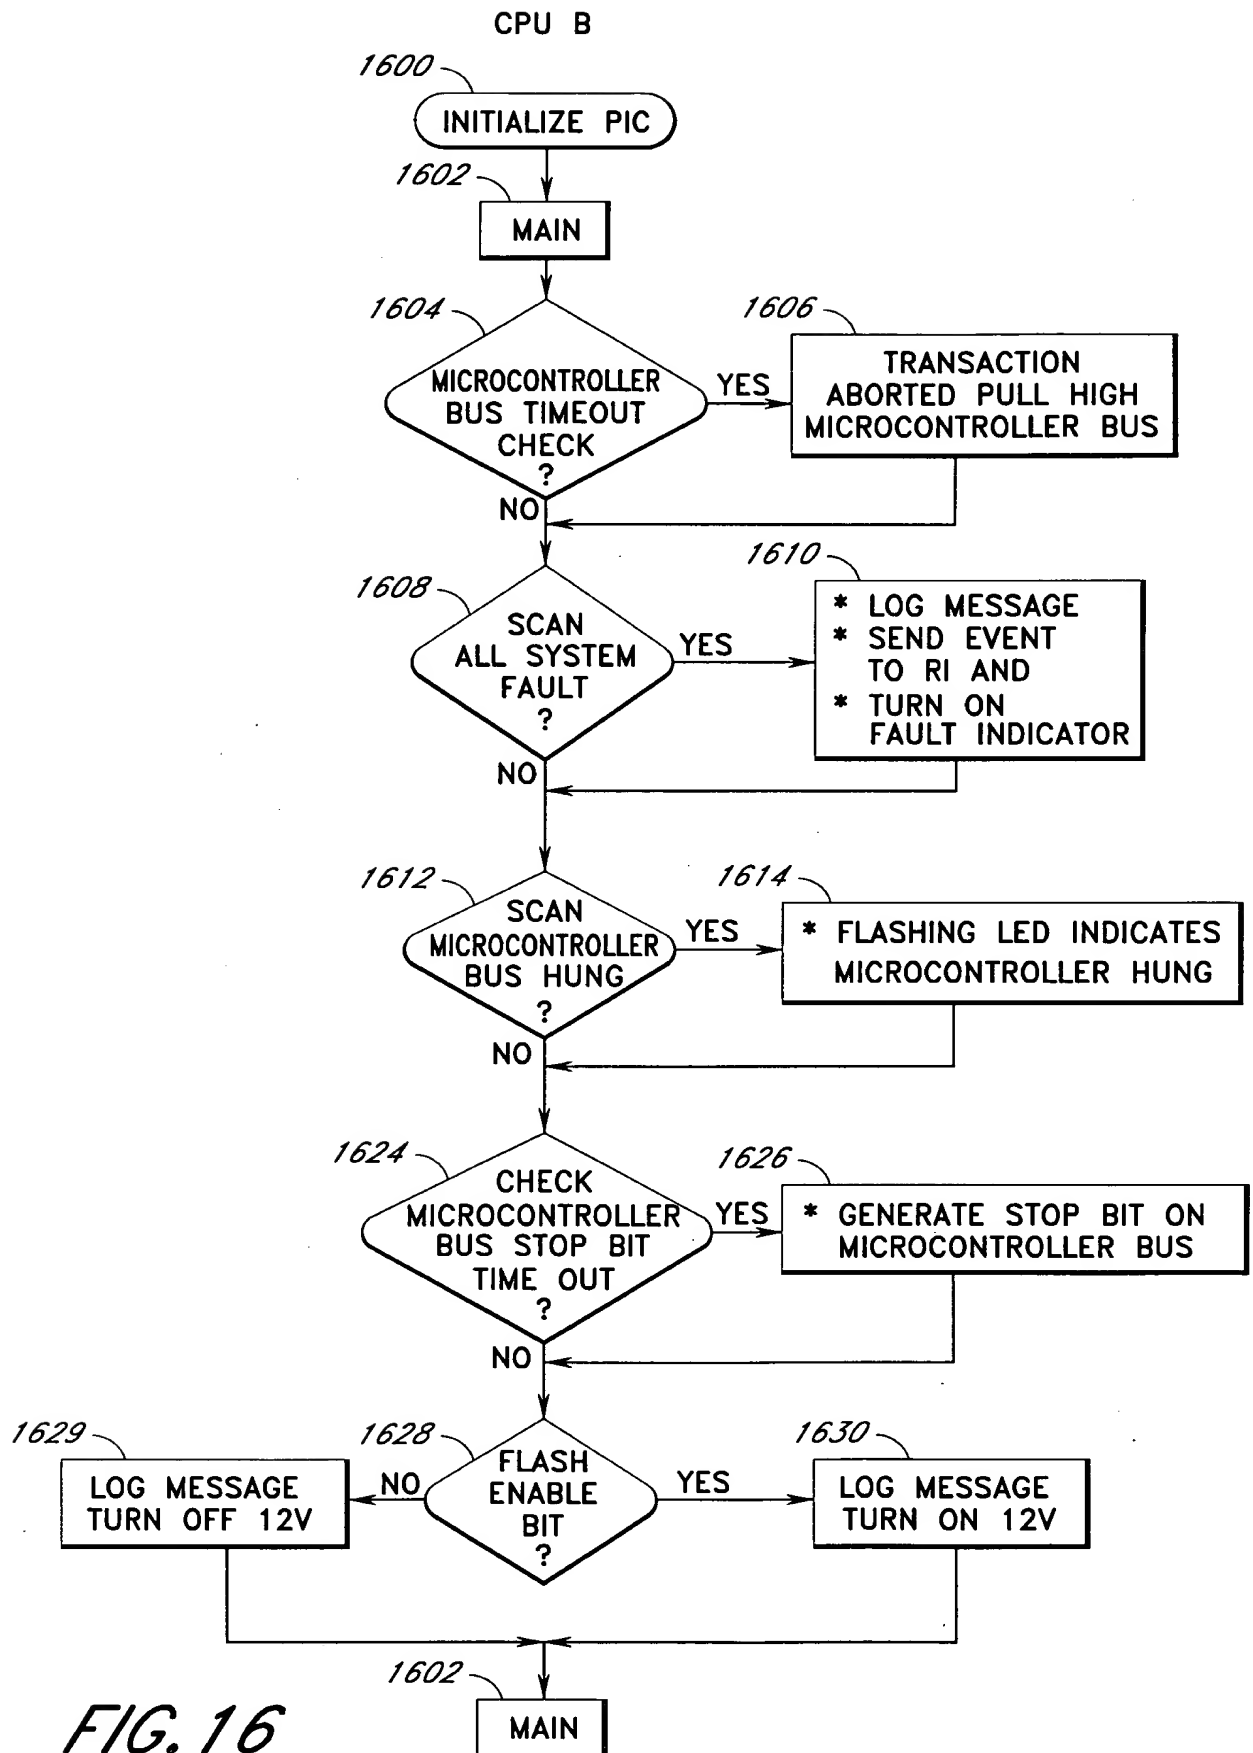 CPU B
1600
INITIALIZE PIC
1602
MAIN
1604
MICROCONTROLLER
BUS TIMEOUT
CHECK
?
YES
NO
1606
TRANSACTION
ABORTED PULL HIGH
MICROCONTROLLER BUS
1608
SCAN
ALL SYSTEM
FAULT
?
YES
NO
1610
* LOG MESSAGE
* SEND EVENT
TO RI AND
* TURN ON
FAULT INDICATOR
1612
SCAN
MICROCONTROLLER
BUS HUNG
?
YES
NO
1614
* FLASHING LED INDICATES
MICROCONTROLLER HUNG
1624
CHECK
MICROCONTROLLER
BUS STOP BIT
TIME OUT
?
YES
NO
1626
* GENERATE STOP BIT ON
MICROCONTROLLER BUS
1629
LOG MESSAGE
TURN OFF 12V
NO
1628
FLASH
ENABLE
BIT
?
YES
1630
LOG MESSAGE
TURN ON 12V
1602
MAIN
FIG. 16